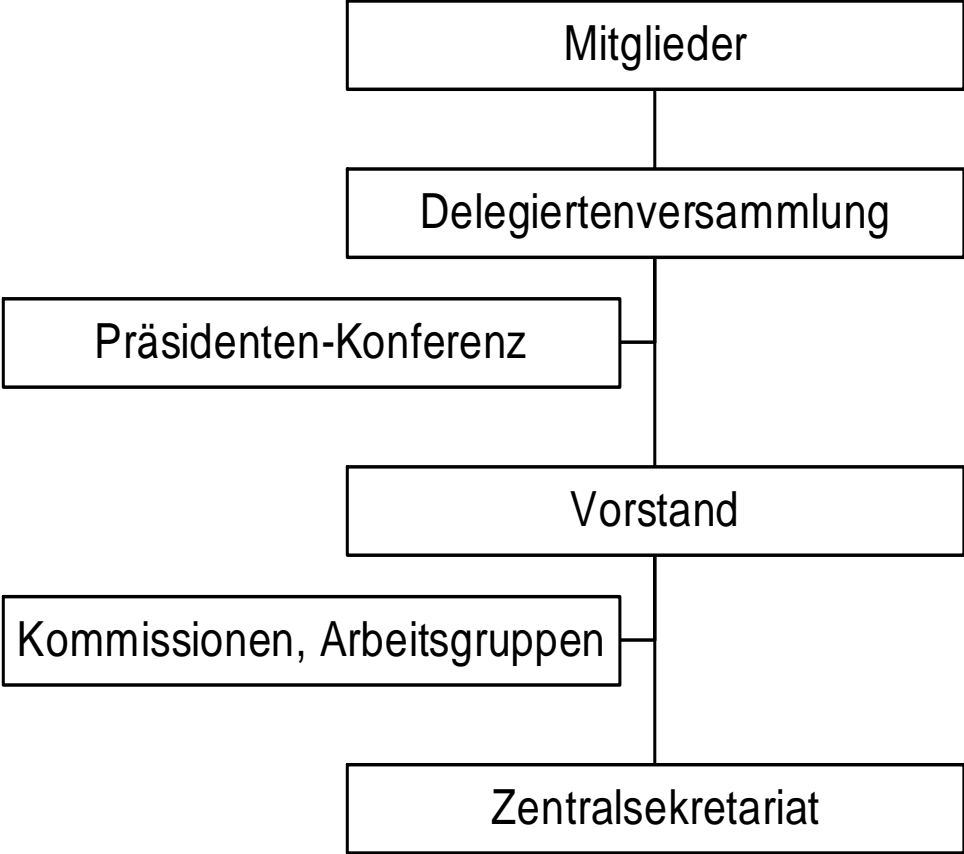 Mitglieder
Delegiertenversammlung
Präsidenten-Konferenz
Vorstand
Kommissionen, Arbeitsgruppen
Zentralsekretariat